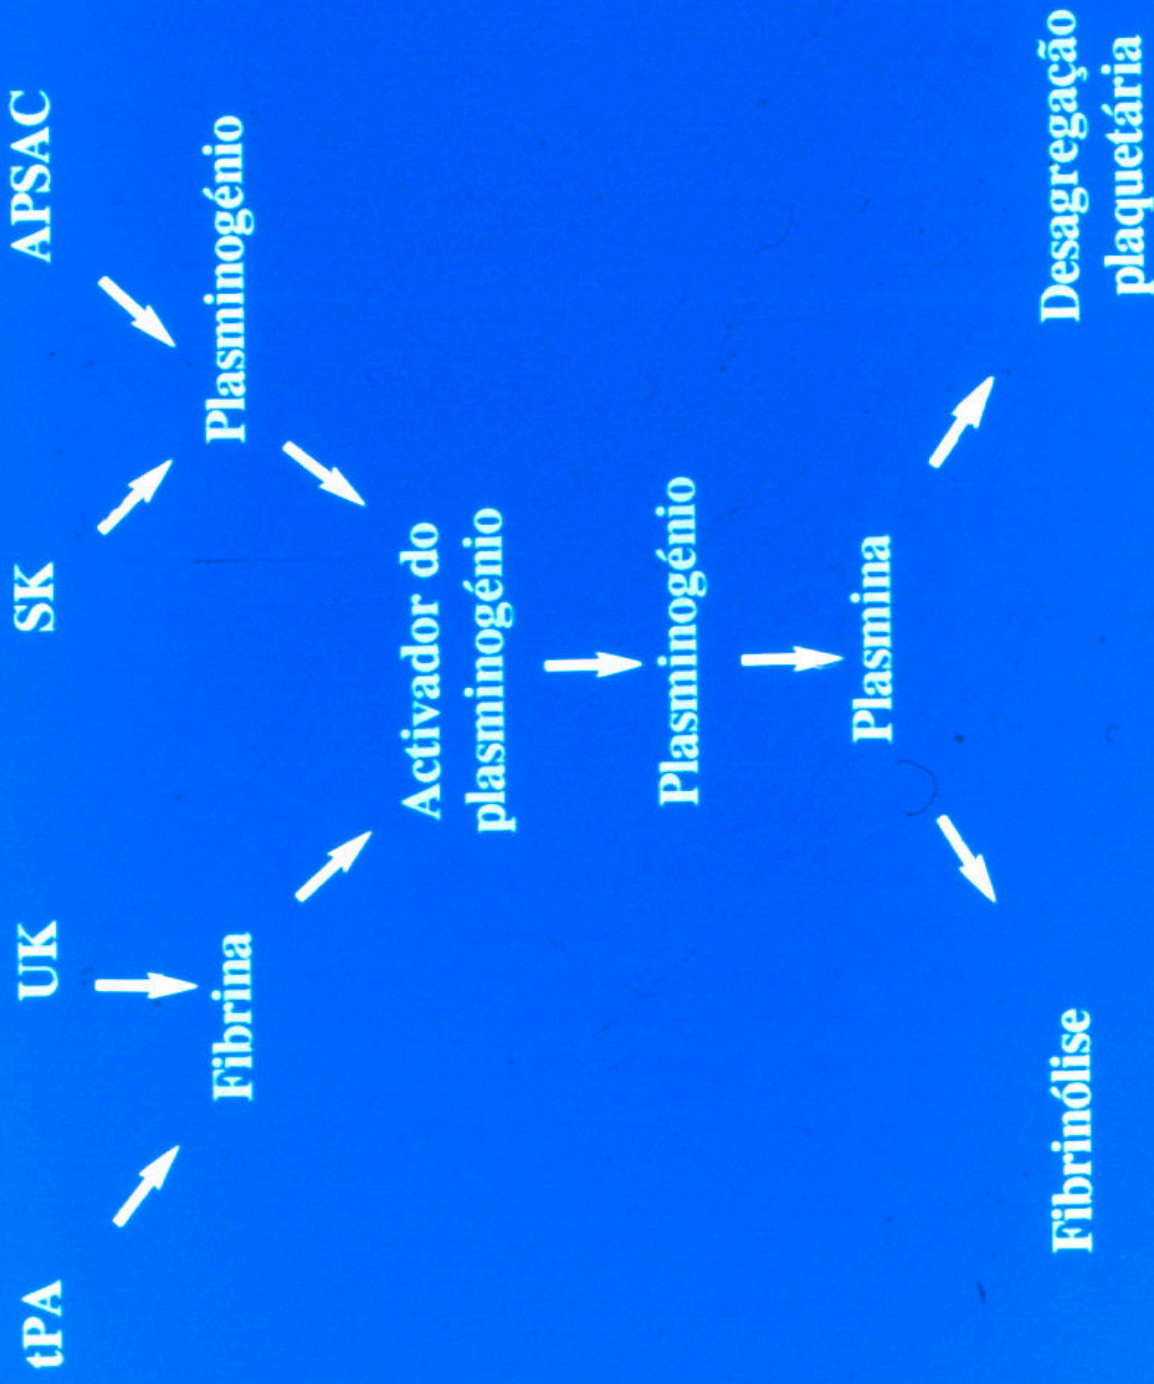 tPA
UK
SK
APSAC
Fibrina
Plasminogénio
Activador do
plasminogénio
Plasminogénio
Plasmina
Fibrinólise
Desagregação
plaquetária